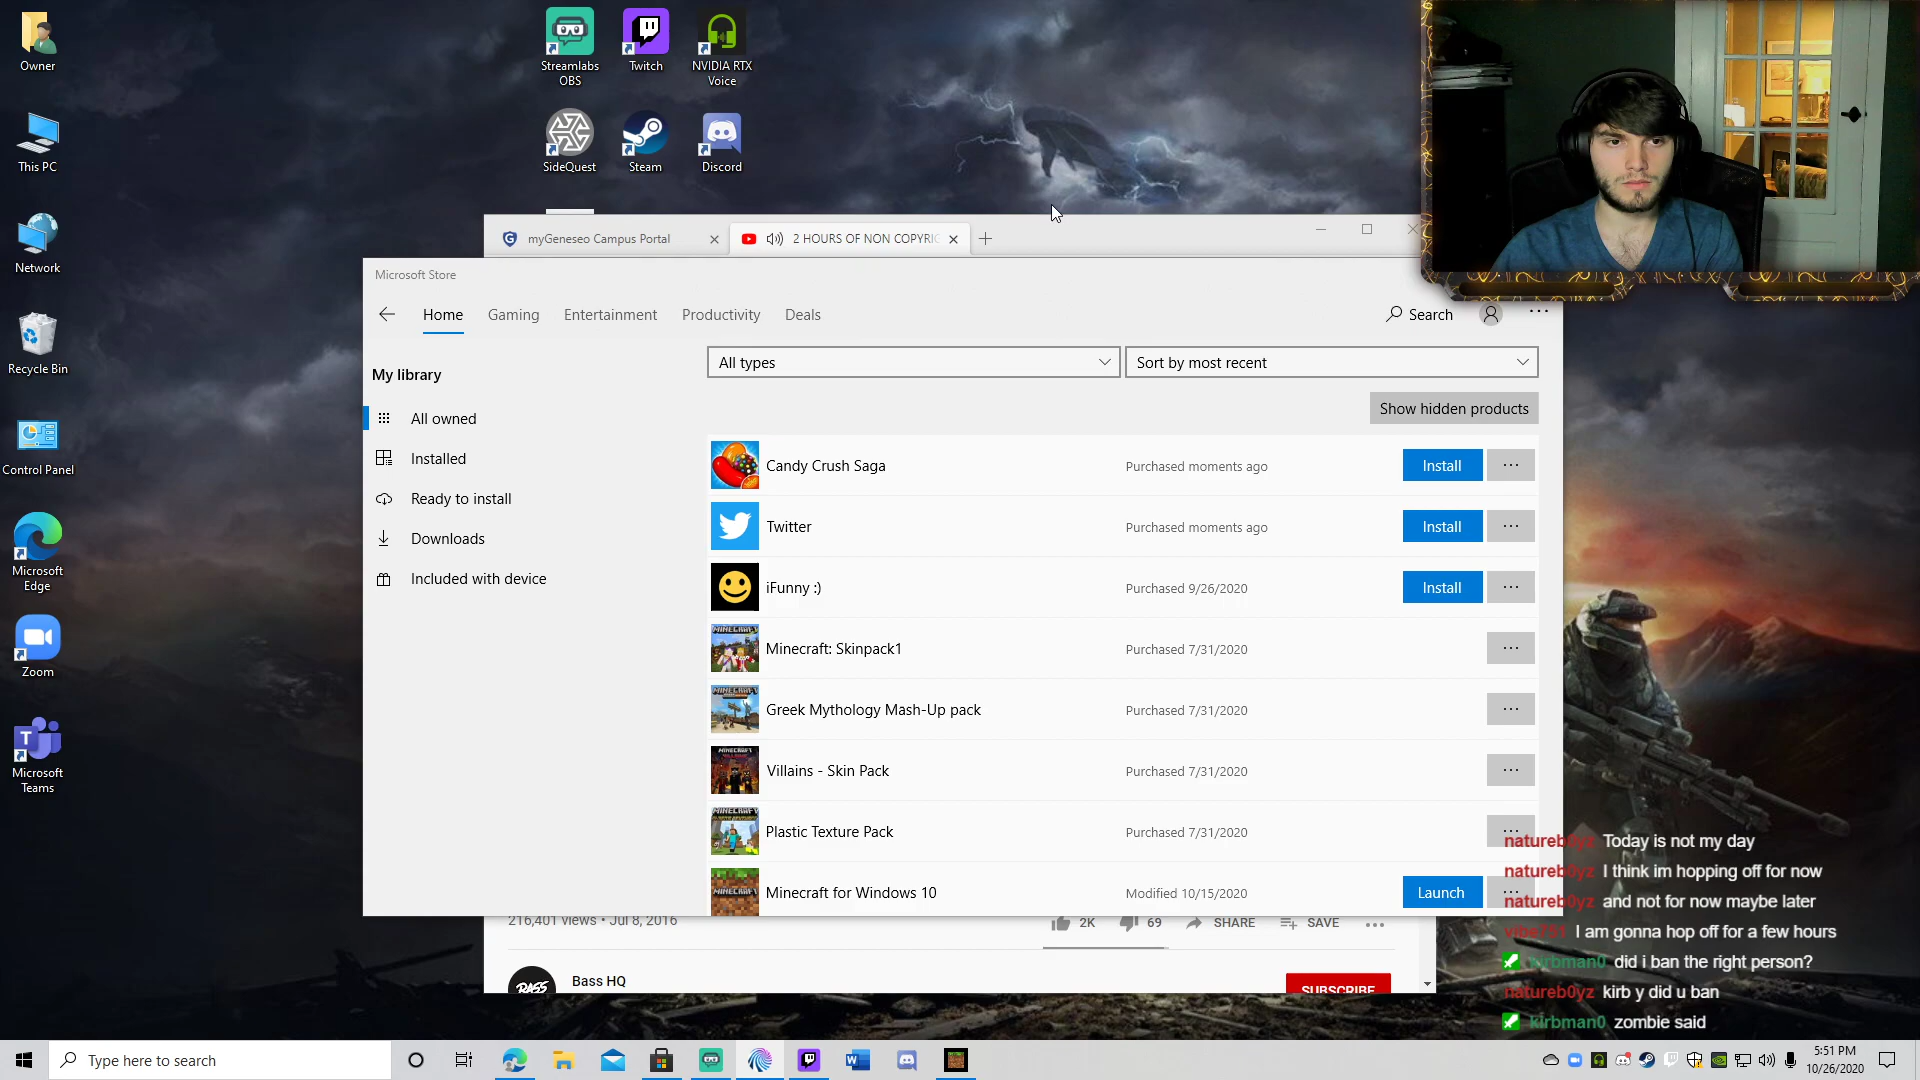 Owner
This PC
Network
Recycle Bin
Control Panel
Microsoft
Edge
Zoom
Microsoft
Teams
Streamlabs
OBS
Twitch
NVIDIA RTX
Voice
SideQuest
Steam
Discord
myGeneseo Campus Portal
2 HOURS OF NON COPYRIG
Microsoft Store
Home
Gaming
Entertainment
Productivity
Deals
Search
My library
All owned
Installed
Ready to install
Downloads
Included with device
All types
Sort by most recent
Show hidden products
Candy Crush Saga
Purchased moments ago
Install
Twitter
Purchased moments ago
Install
iFunny :)
Purchased 9/26/2020
Install
Minecraft: Skinpack1
Purchased 7/31/2020
Greek Mythology Mash-Up pack
Purchased 7/31/2020
Villains - Skin Pack
Purchased 7/31/2020
Plastic Texture Pack
Purchased 7/31/2020
Minecraft for Windows 10
Modified 10/15/2020
Launch
216,401 views • Jul 8, 2016
2K
69
SHARE
SAVE
BASS
Bass HQ
SUBSCRIBE
natureb0yz Today is not my day
natureb0yz I think im hopping off for now
natureb0yz and not for now maybe later
vibe751 I am gonna hop off for a few hours
kirbman0 did i ban the right person?
natureb0yz kirb y did u ban
kirbman0 zombie said
Type here to search
5:51 PM
10/26/2020